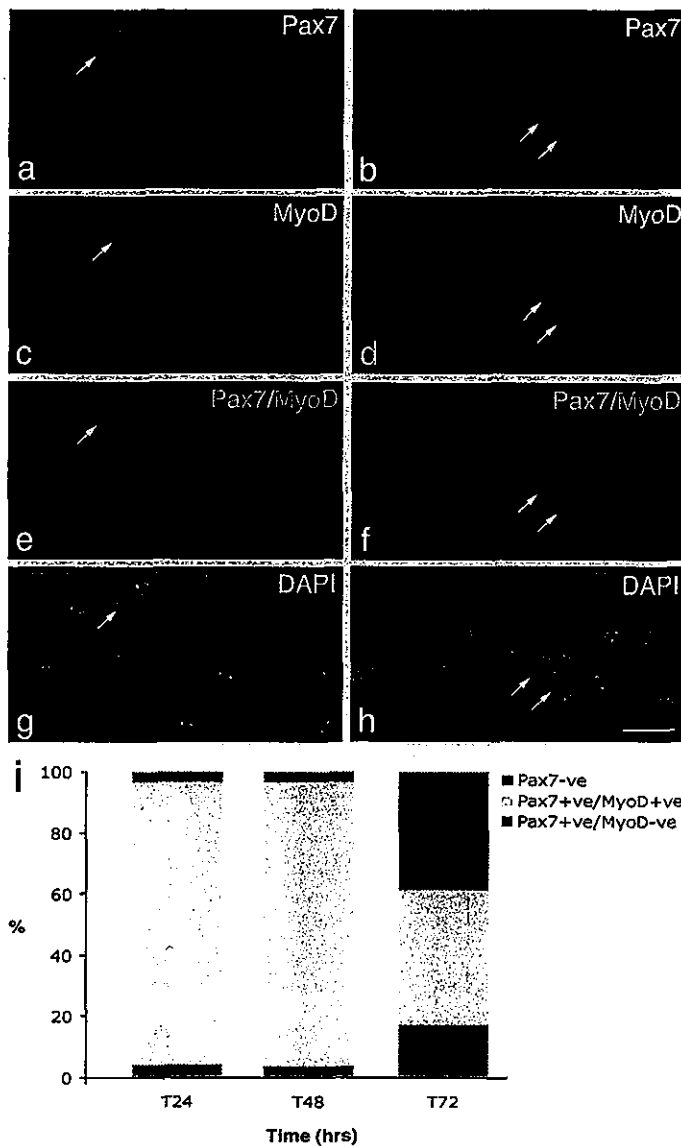 Pax7
a
Pax7
b
MyoD
c
MyoD
d
Pax7/MyoD
e
Pax7/MyoD
f
DAPI
g
DAPI
h
i
100
80
60
40
20
0
%
T24
T48
T72
Time (hrs)
Pax7-ve
Pax7+ve/MyoD+ve
Pax7+ve/MyoD-ve